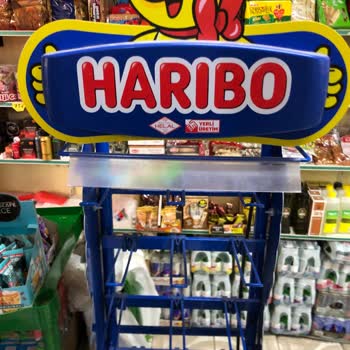 HARIBO
HELAL
YERLİ
ÜRETİM